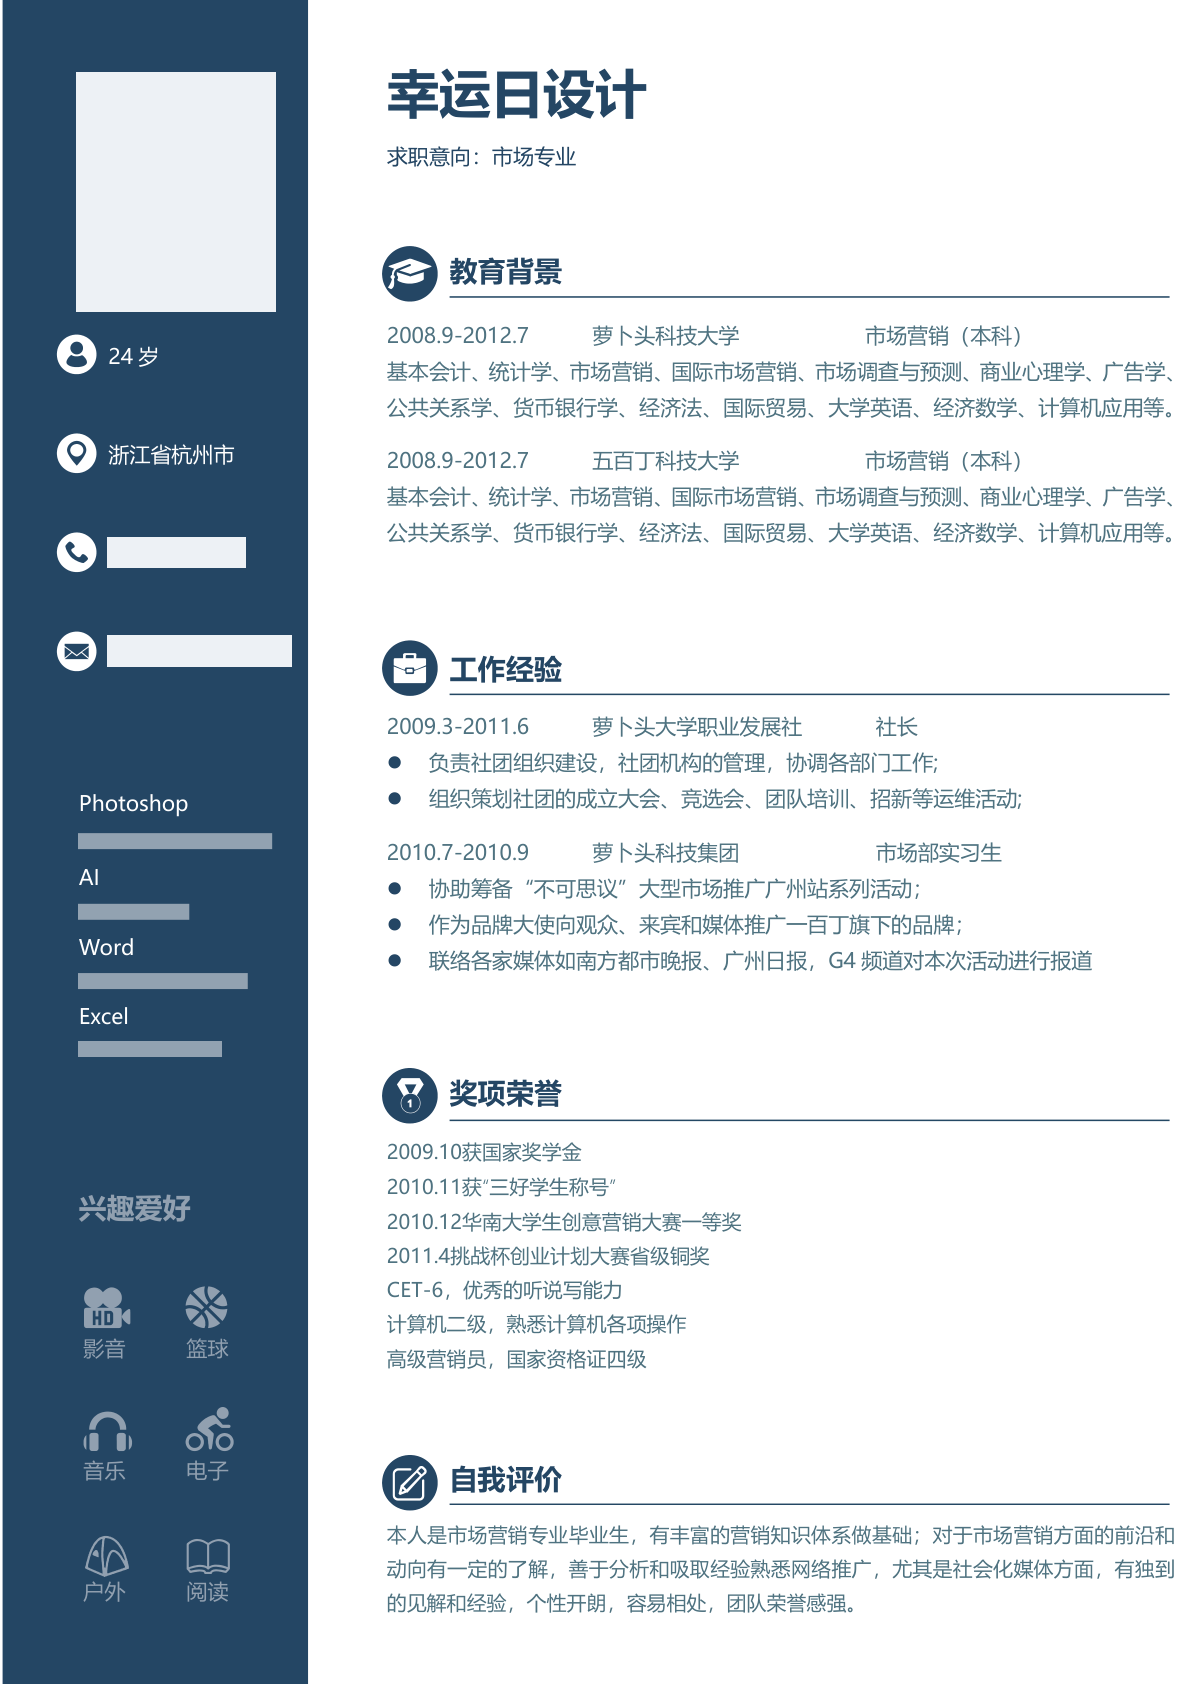 幸运日设计
求职意向：市场专业
24 岁
浙江省杭州市
Photoshop
AI
Word
Excel
兴趣爱好
HD
影音
篮球
音乐
电子
户外
阅读
教育背景
2008.9-2012.7 萝卜头科技大学 市场营销（本科）
基本会计、统计学、市场营销、国际市场营销、市场调查与预测、商业心理学、广告学、
公共关系学、货币银行学、经济法、国际贸易、大学英语、经济数学、计算机应用等。
2008.9-2012.7 五百丁科技大学 市场营销（本科）
基本会计、统计学、市场营销、国际市场营销、市场调查与预测、商业心理学、广告学、
公共关系学、货币银行学、经济法、国际贸易、大学英语、经济数学、计算机应用等。
工作经验
2009.3-2011.6 萝卜头大学职业发展社 社长
● 负责社团组织建设，社团机构的管理，协调各部门工作;
● 组织策划社团的成立大会、竞选会、团队培训、招新等运维活动;
2010.7-2010.9 萝卜头科技集团 市场部实习生
● 协助筹备“不可思议”大型市场推广广州站系列活动；
● 作为品牌大使向观众、来宾和媒体推广一百丁旗下的品牌；
● 联络各家媒体如南方都市晚报、广州日报，G4 频道对本次活动进行报道
奖项荣誉
1
2009.10获国家奖学金
2010.11获“三好学生称号”
2010.12华南大学生创意营销大赛一等奖
2011.4挑战杯创业计划大赛省级铜奖
CET-6，优秀的听说写能力
计算机二级，熟悉计算机各项操作
高级营销员，国家资格证四级
自我评价
本人是市场营销专业毕业生，有丰富的营销知识体系做基础；对于市场营销方面的前沿和
动向有一定的了解，善于分析和吸取经验熟悉网络推广，尤其是社会化媒体方面，有独到
的见解和经验，个性开朗，容易相处，团队荣誉感强。